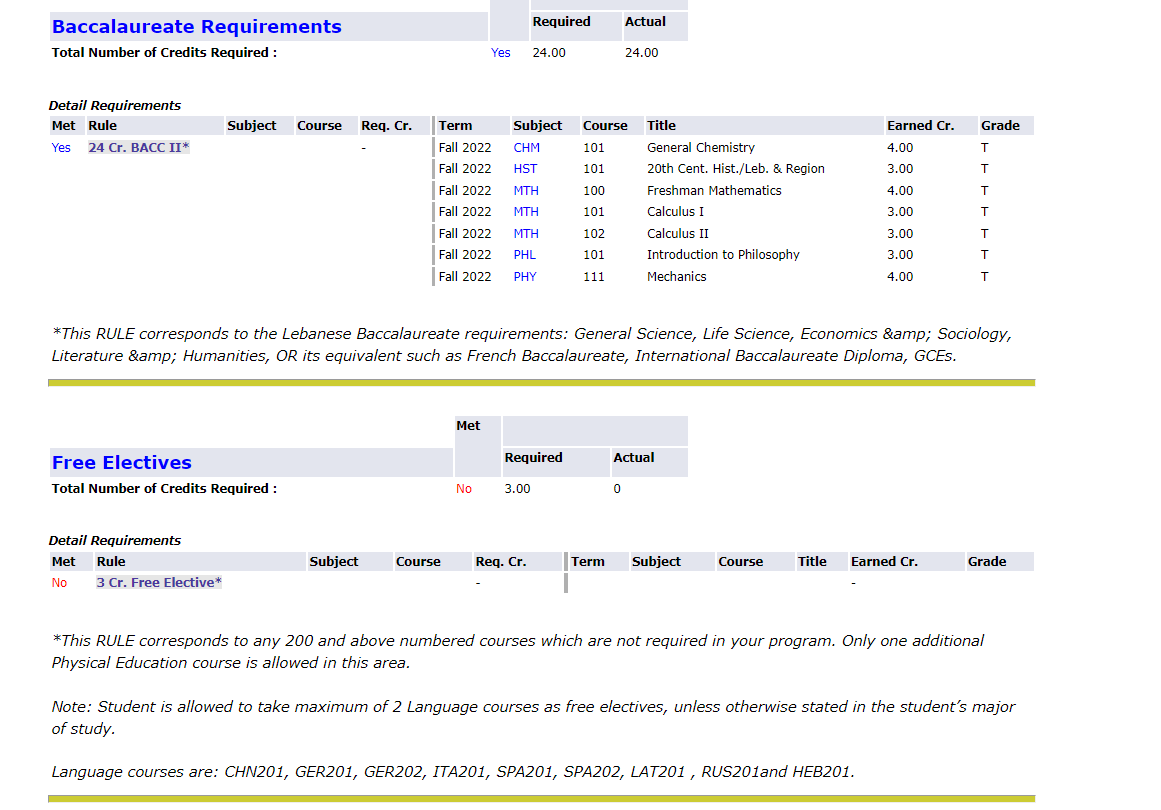 Required Actual
Baccalaureate Requirements
Total Number of Credits Required : Yes 24.00 24.00
Detail Requirements
Met Rule Subject Course Req. Cr. Term Subject Course Title Earned Cr. Grade
Yes 24 Cr. BACC II* - Fall 2022 CHM 101 General Chemistry 4.00 T
Fall 2022 HST 101 20th Cent. Hist./Leb. & Region 3.00 T
Fall 2022 MTH 100 Freshman Mathematics 4.00 T
Fall 2022 MTH 101 Calculus I 3.00 T
Fall 2022 MTH 102 Calculus II 3.00 T
Fall 2022 PHL 101 Introduction to Philosophy 3.00 T
Fall 2022 PHY 111 Mechanics 4.00 T
*This RULE corresponds to the Lebanese Baccalaureate requirements: General Science, Life Science, Economics &amp; Sociology,
Literature &amp; Humanities, OR its equivalent such as French Baccalaureate, International Baccalaureate Diploma, GCEs.
Met
Required Actual
Free Electives
Total Number of Credits Required : No 3.00 0
Detail Requirements
Met Rule Subject Course Req. Cr. Term Subject Course Title Earned Cr. Grade
No 3 Cr. Free Elective* - -
*This RULE corresponds to any 200 and above numbered courses which are not required in your program. Only one additional
Physical Education course is allowed in this area.
Note: Student is allowed to take maximum of 2 Language courses as free electives, unless otherwise stated in the student’s major
of study.
Language courses are: CHN201, GER201, GER202, ITA201, SPA201, SPA202, LAT201 , RUS201and HEB201.